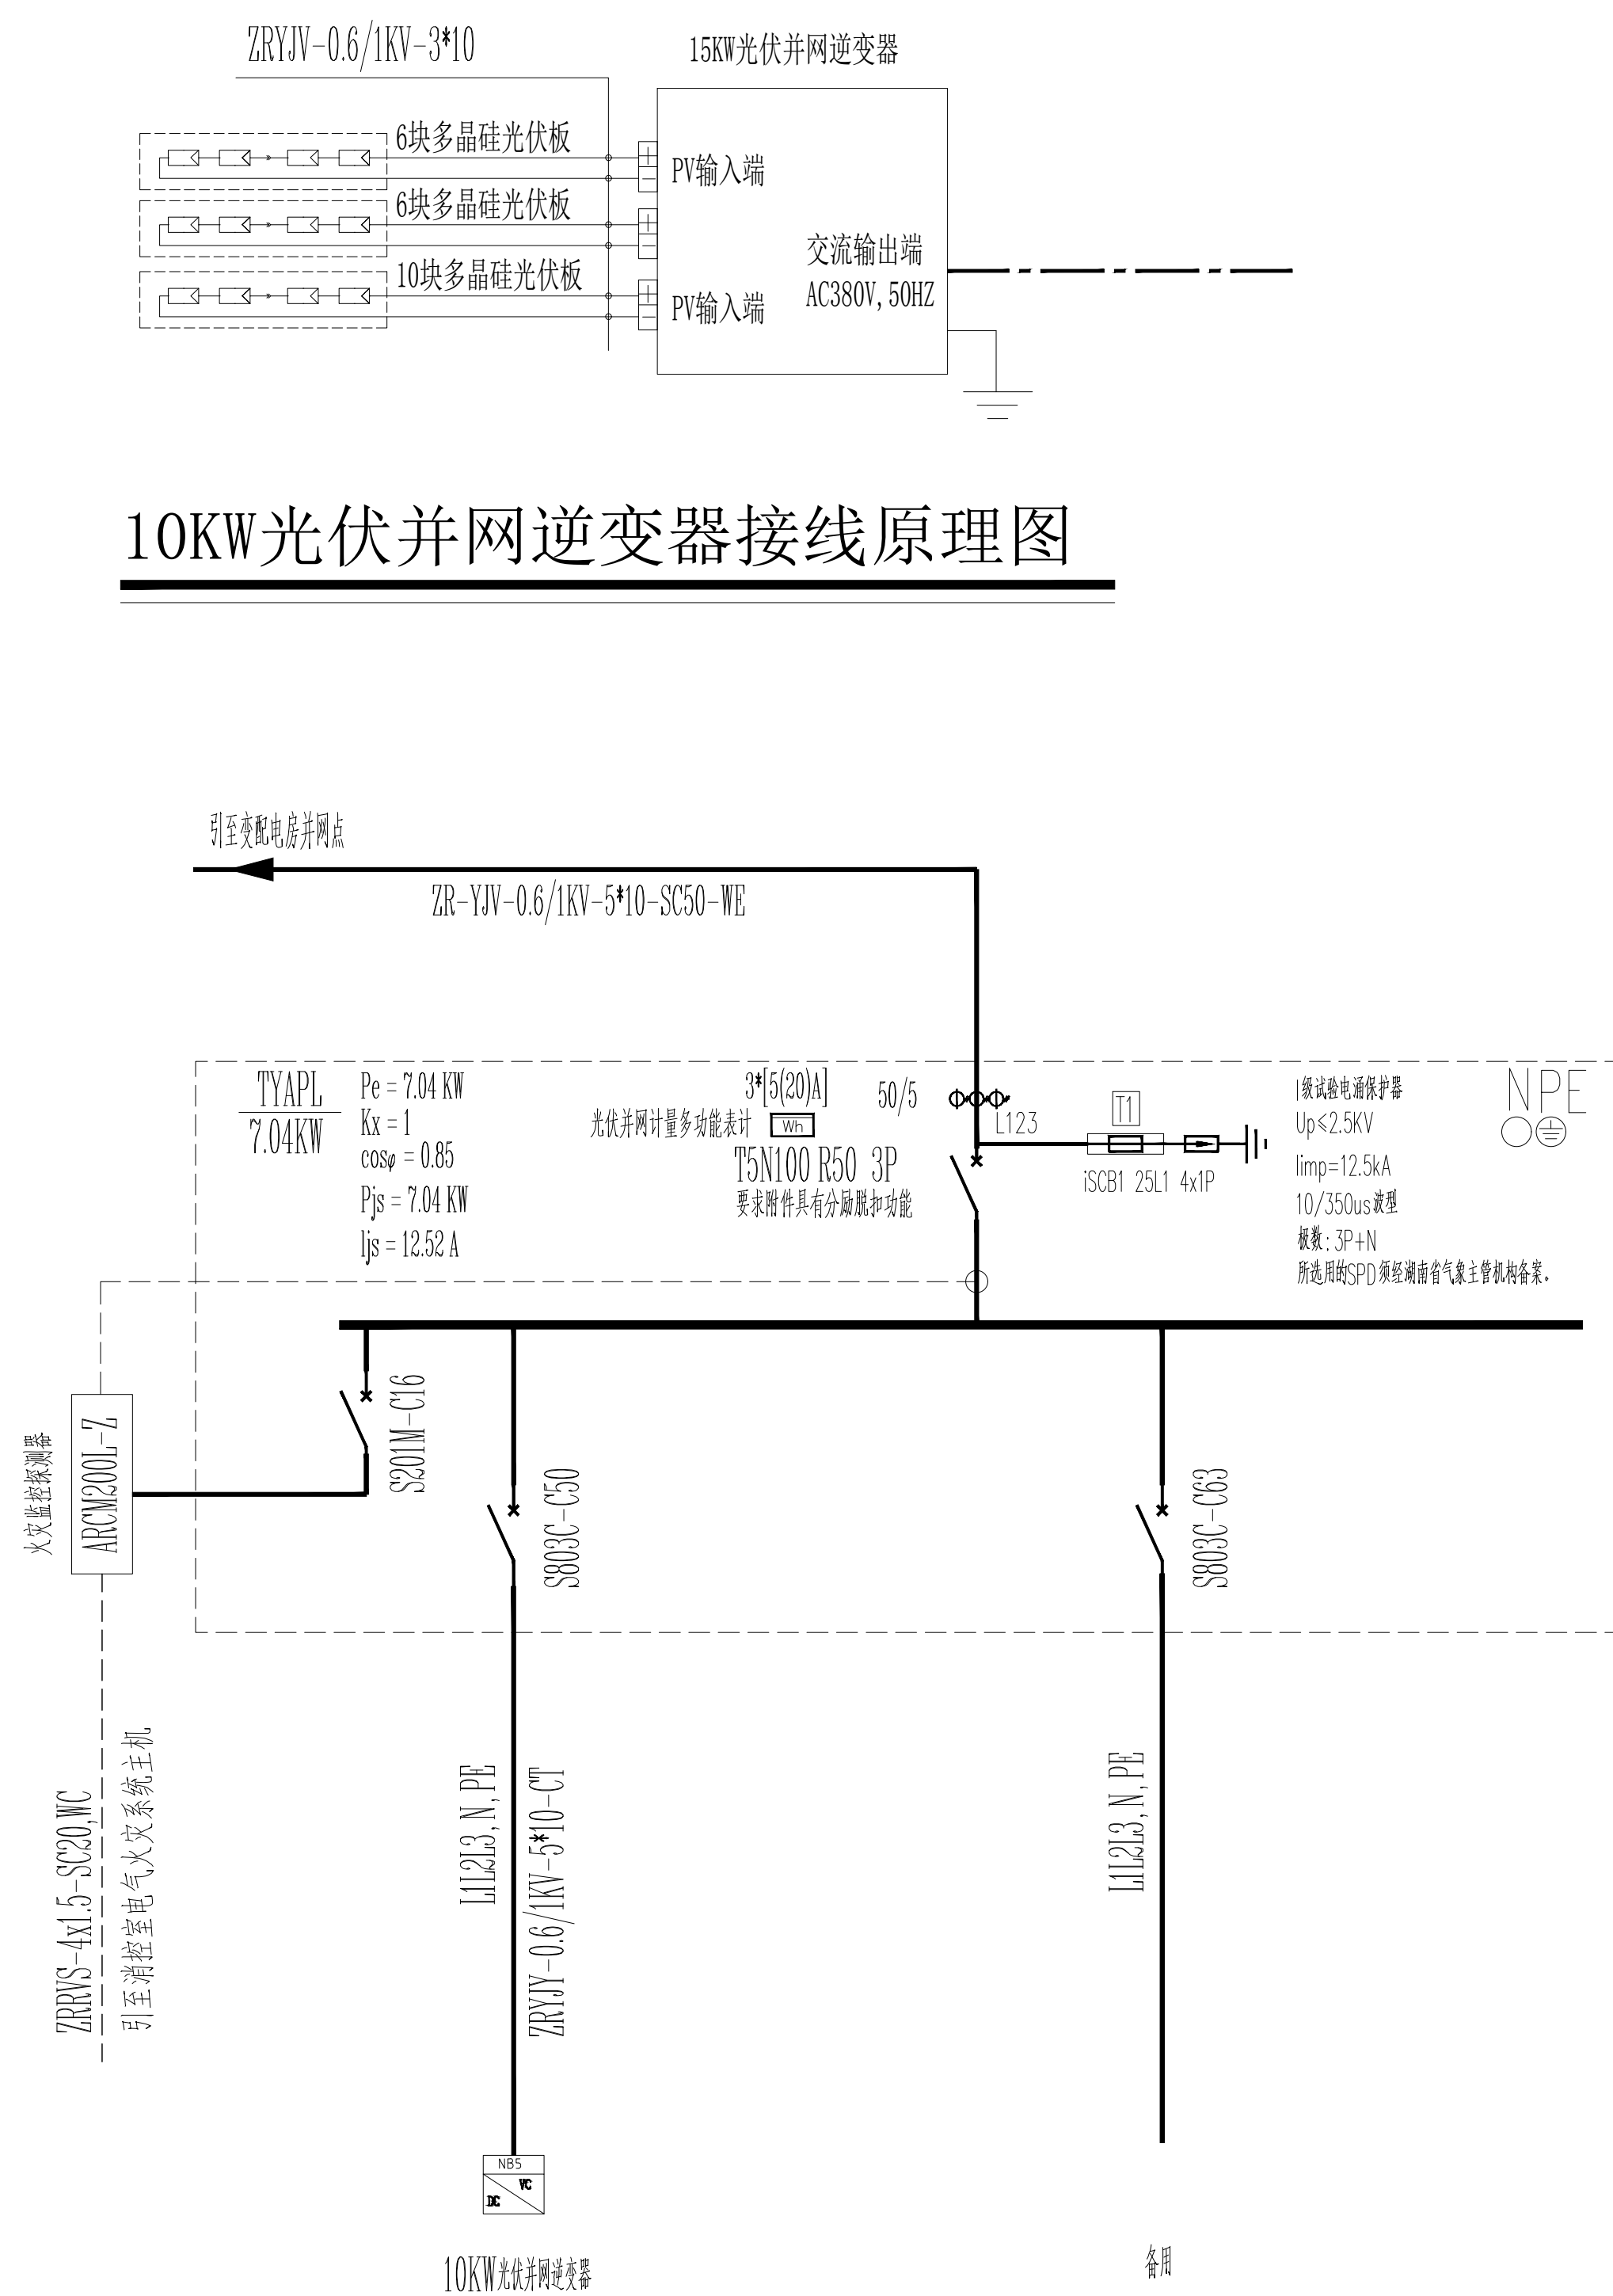 ZRYJV-0.6/1KV-3*10
15KW光伏并网逆变器
6块多晶硅光伏板
PV输入端
6块多晶硅光伏板
交流输出端
10块多晶硅光伏板
AC380V,50HZ
PV输入端
10KW光伏并网逆变器接线原理图
引至变配电房并网点
ZR-YJV-0.6/1KV-5*10-SC50-WE
TYAPL
7.04KW
Pe = 7.04 KW
Kx = 1
cosφ = 0.85
Pjs = 7.04 KW
Ijs = 12.52 A
3*[5(20)A]
光伏并网计量多功能表计
Wh
50/5
T5N100 R50 3P
要求附件具有分励脱扣功能
L123
T1
iSCB1 25L1 4x1P
I级试验电涌保护器
Up≤2.5KV
Iimp=12.5kA
10/350us波型
极数:3P+N
所选用的SPD须经湖南省气象主管机构备案。
NPE
火灾监控探测器
ARCM200L-Z
S201M-C16
S803C-C50
S803C-C63
ZRRVS-4x1.5-SC20,WC
引至消控室电气火灾系统主机
L1L2L3,N,PE
ZRYJY-0.6/1KV-5*10-CT
L1L2L3,N,PE
NB5
VC
DC
10KW光伏并网逆变器
备用